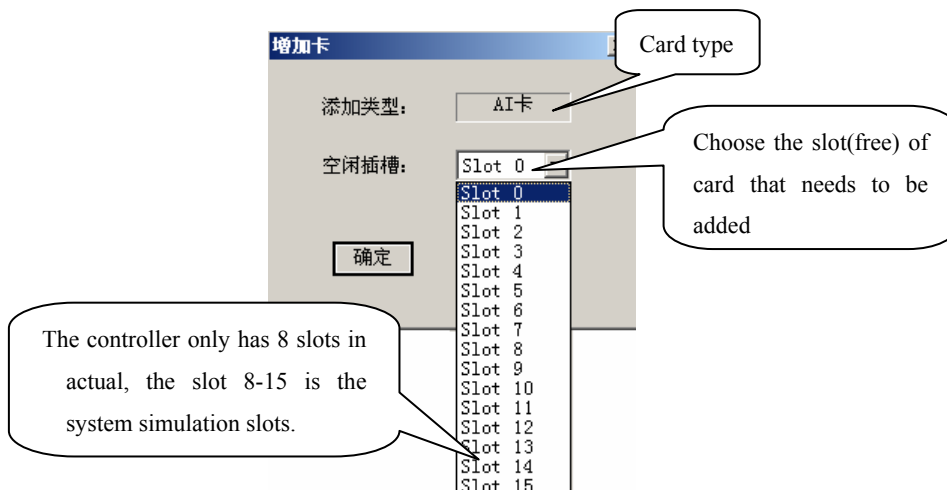 增加卡
Card type
添加类型:
AI卡
空闲插槽:
Slot 0
Choose the slot(free) of
card that needs to be
added
Slot 0
Slot 1
Slot 2
Slot 3
Slot 4
Slot 5
Slot 6
Slot 7
Slot 8
Slot 9
Slot 10
Slot 11
Slot 12
Slot 13
Slot 14
Slot 15
确定
The controller only has 8 slots in
actual, the slot 8-15 is the
system simulation slots.